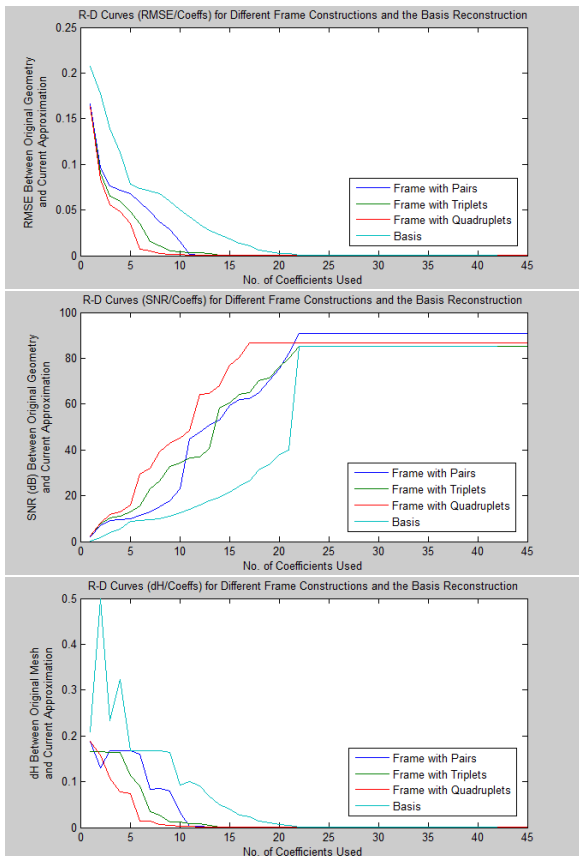 R-D Curves (RMSE/Coeffs) for Different Frame Constructions and the Basis Reconstruction
0.25
0.2
0.15
0.1
0.05
0
RMSE Between Original Geometry
and Current Approximation
Frame with Pairs
Frame with Triplets
Frame with Quadruplets
Basis
0 5 10 15 20 25 30 35 40 45
No. of Coefficients Used
R-D Curves (SNR/Coeffs) for Different Frame Constructions and the Basis Reconstruction
100
80
60
40
20
0
SNR (dB) Between Original Geometry
and Current Approximation
Frame with Pairs
Frame with Triplets
Frame with Quadruplets
Basis
0 5 10 15 20 25 30 35 40 45
No. of Coefficients Used
R-D Curves (dH/Coeffs) for Different Frame Constructions and the Basis Reconstruction
0.5
0.4
0.3
0.2
0.1
0
dH Between Original Mesh
and Current Approximation
Frame with Pairs
Frame with Triplets
Frame with Quadruplets
Basis
0 5 10 15 20 25 30 35 40 45
No. of Coefficients Used